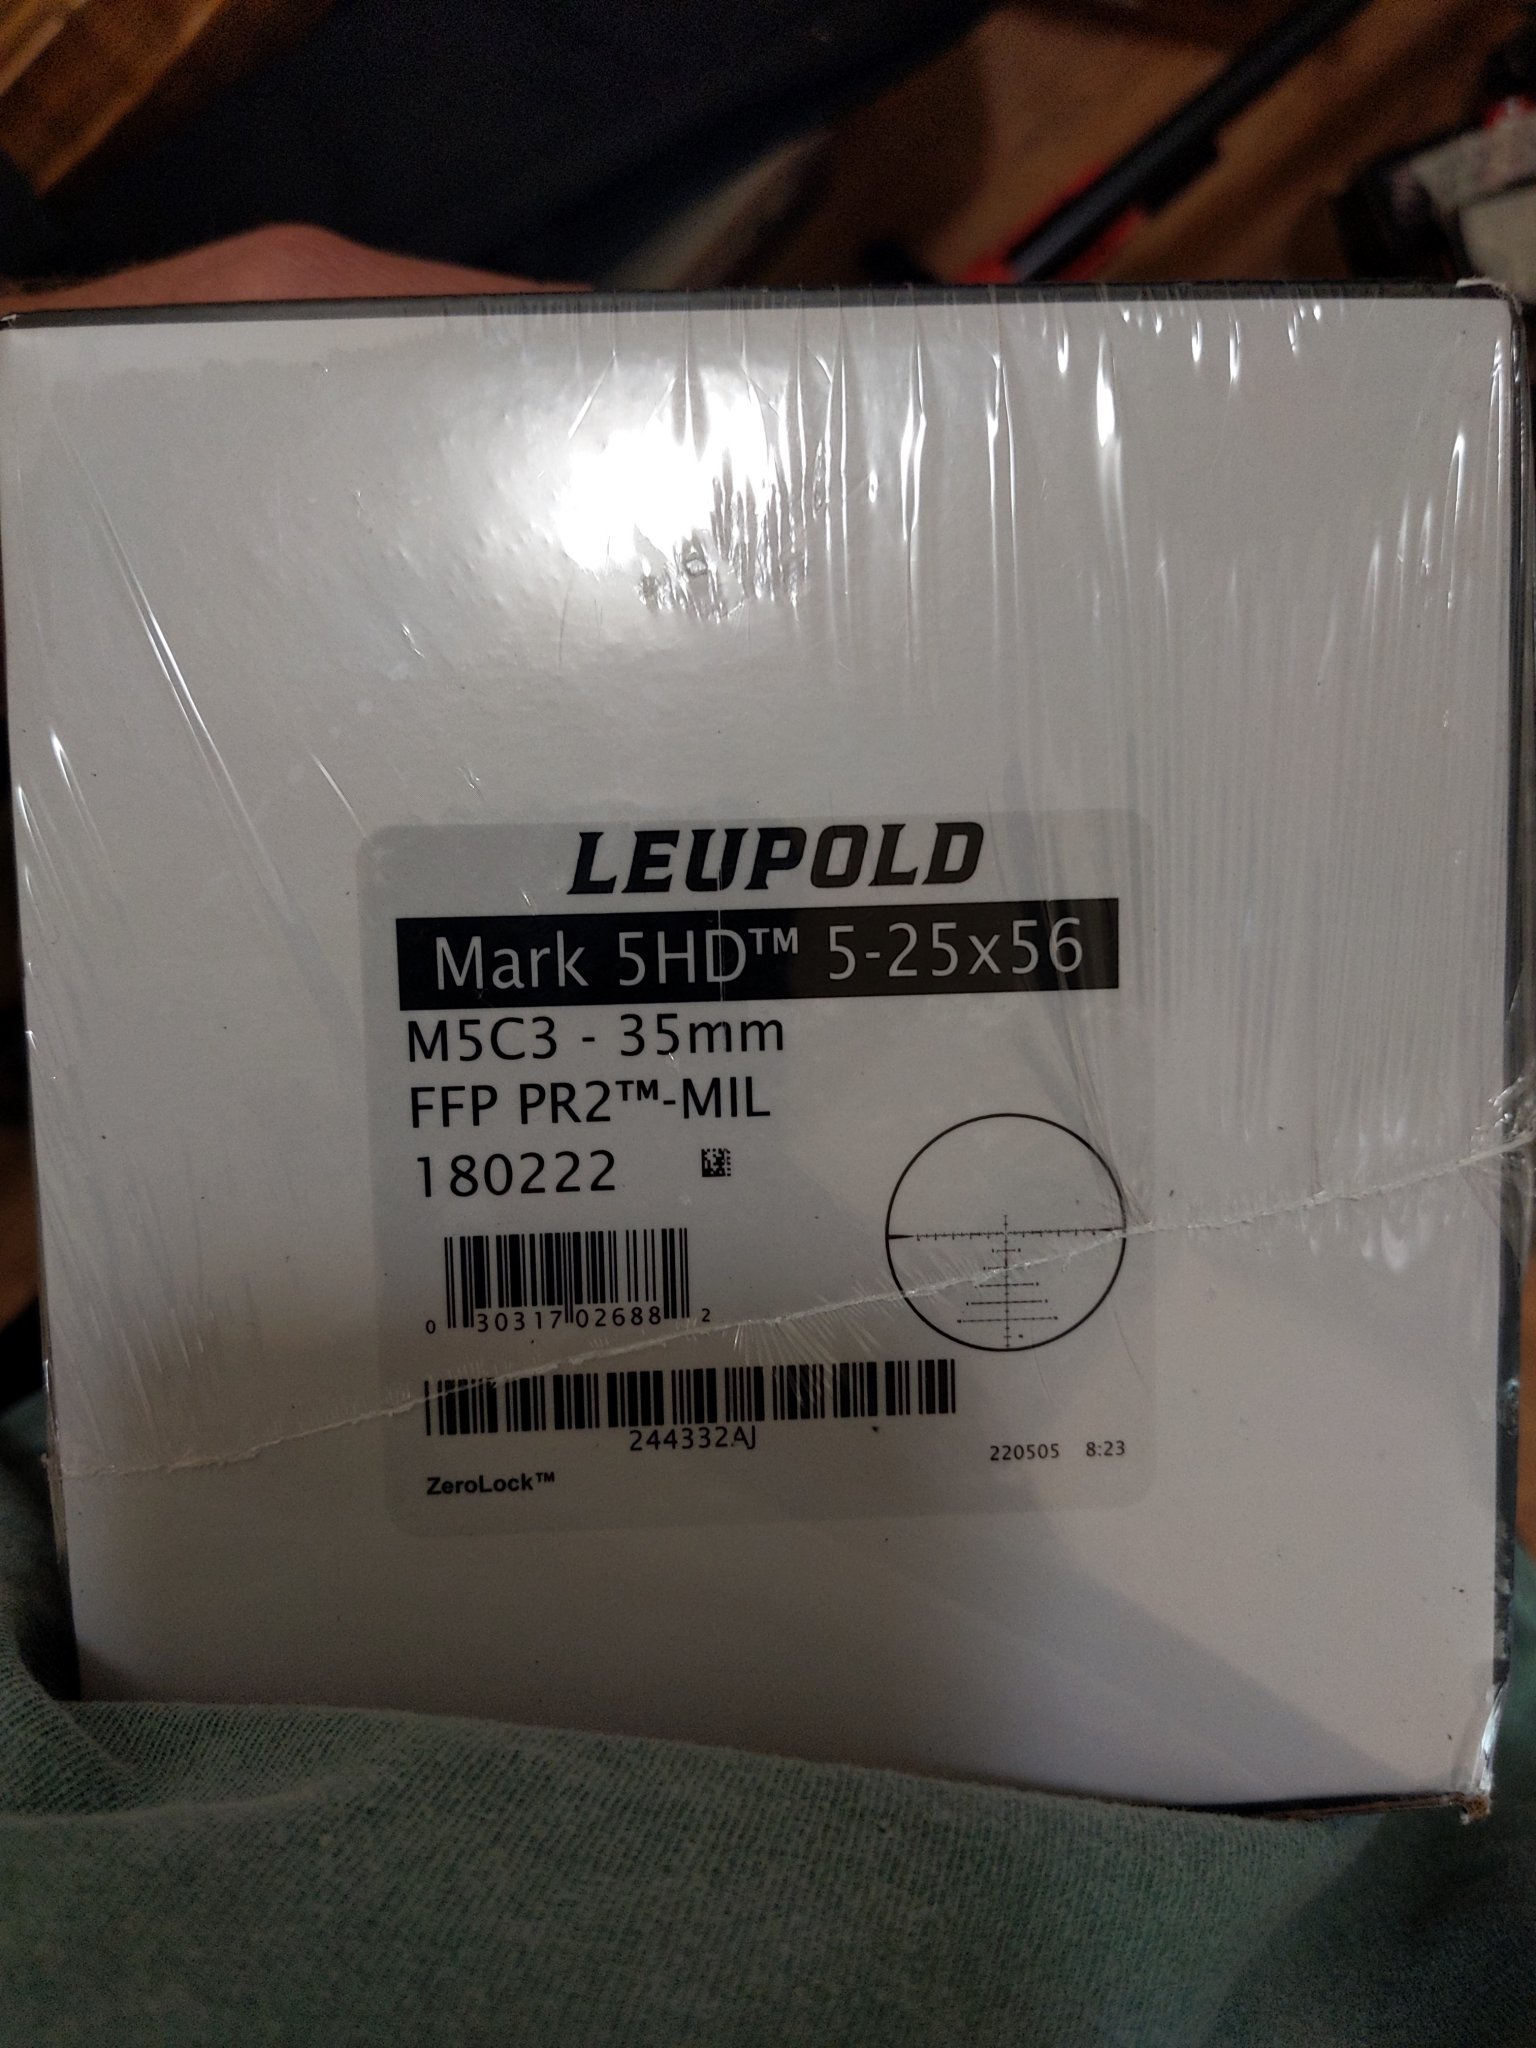 LEUPOLD
Mark 5HD™ 5-25x56
M5C3 - 35mm
FFP PR2™-MIL
180222
0 30317 02688 2
244332AJ
220505 8:23
ZeroLock™